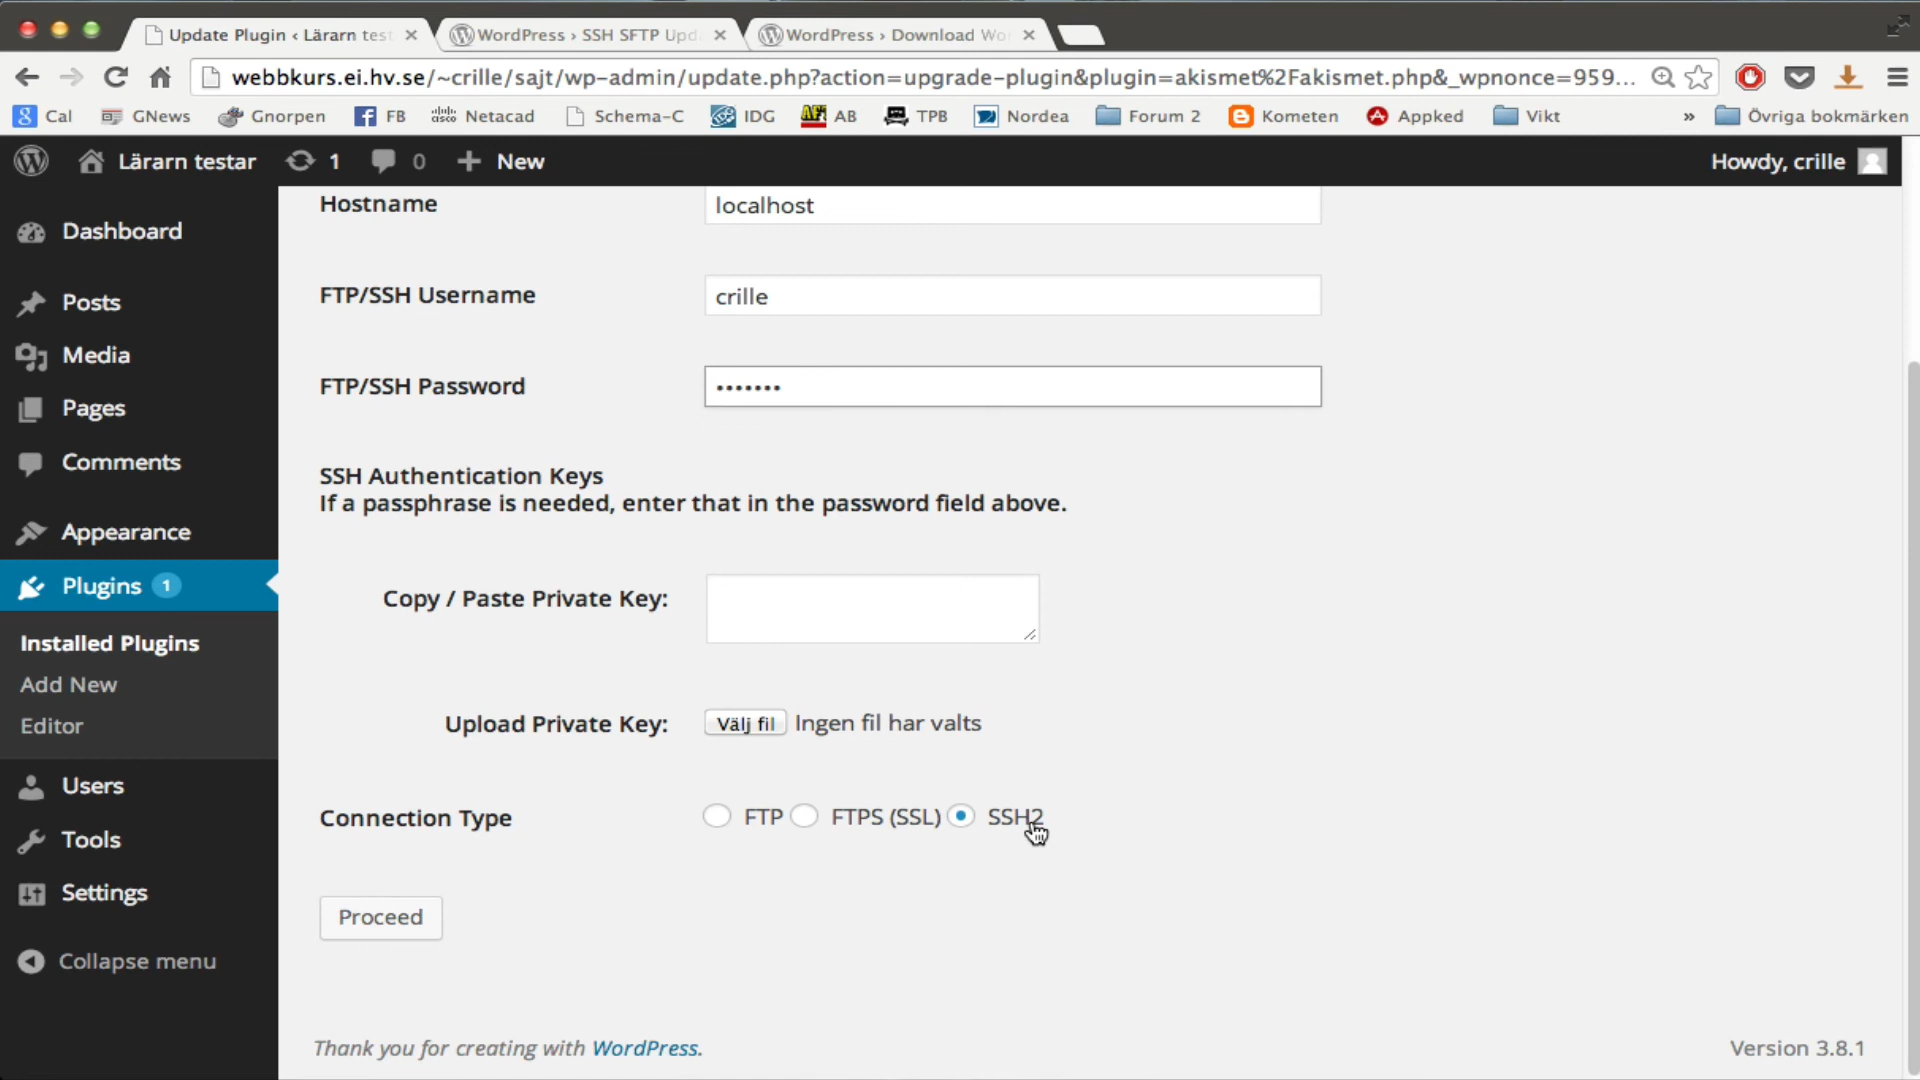 Update Plugin ‹ Lärarn test
WordPress › SSH SFTP Upd
WordPress › Download Wo
webbkurs.ei.hv.se/~crille/sajt/wp-admin/update.php?action=upgrade-plugin&plugin=akismet%2Fakismet.php&_wpnonce=959...
Cal GNews Gnorpen FB Netacad Schema-C IDG AB TPB Nordea Forum 2 Kometen Appked Vikt » Övriga bokmärken
Lärarn testar 1 0 + New Howdy, crille
Dashboard
Posts
Media
Pages
Comments
Appearance
Plugins 1
Installed Plugins
Add New
Editor
Users
Tools
Settings
Collapse menu
Hostname localhost
FTP/SSH Username crille
FTP/SSH Password •••••••
SSH Authentication Keys
If a passphrase is needed, enter that in the password field above.
Copy / Paste Private Key:
Upload Private Key: Välj fil Ingen fil har valts
Connection Type FTP FTPS (SSL) SSH2
Proceed
Thank you for creating with WordPress. Version 3.8.1